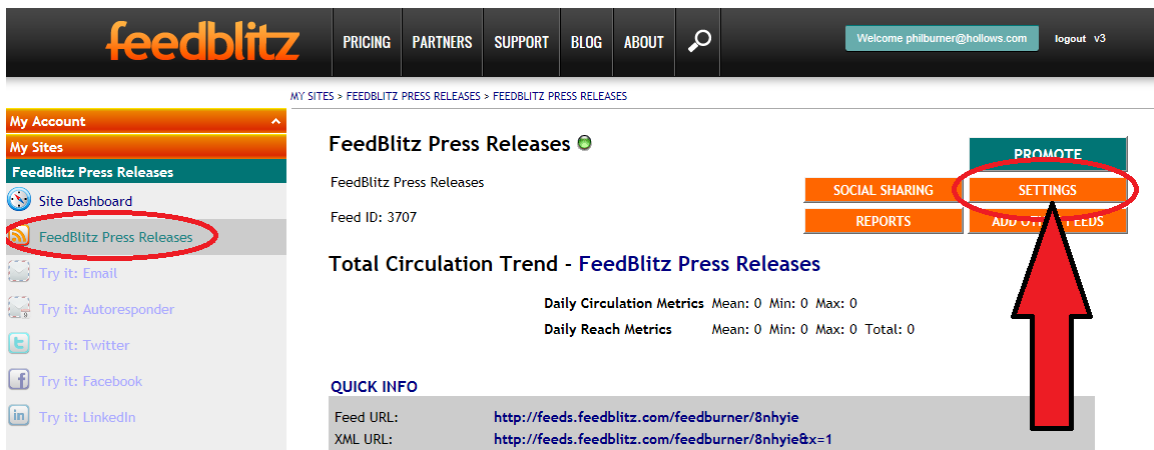 feedblitz
PRICING PARTNERS SUPPORT BLOG ABOUT
Welcome philburner@hollows.com logout v3
MY SITES > FEEDBLITZ PRESS RELEASES > FEEDBLITZ PRESS RELEASES
My Account
My Sites
FeedBlitz Press Releases
Site Dashboard
FeedBlitz Press Releases
Try it: Email
Try it: Autoresponder
Try it: Twitter
Try it: Facebook
Try it: LinkedIn
FeedBlitz Press Releases
FeedBlitz Press Releases
Feed ID: 3707
PROMOTE
SOCIAL SHARING SETTINGS
REPORTS ADD FEEDS
Total Circulation Trend - FeedBlitz Press Releases
Daily Circulation Metrics Mean: 0 Min: 0 Max: 0
Daily Reach Metrics Mean: 0 Min: 0 Max: 0 Total: 0
QUICK INFO
Feed URL: http://feeds.feedblitz.com/feedburner/8nhyie
XML URL: http://feeds.feedblitz.com/feedburner/8nhyie&x=1